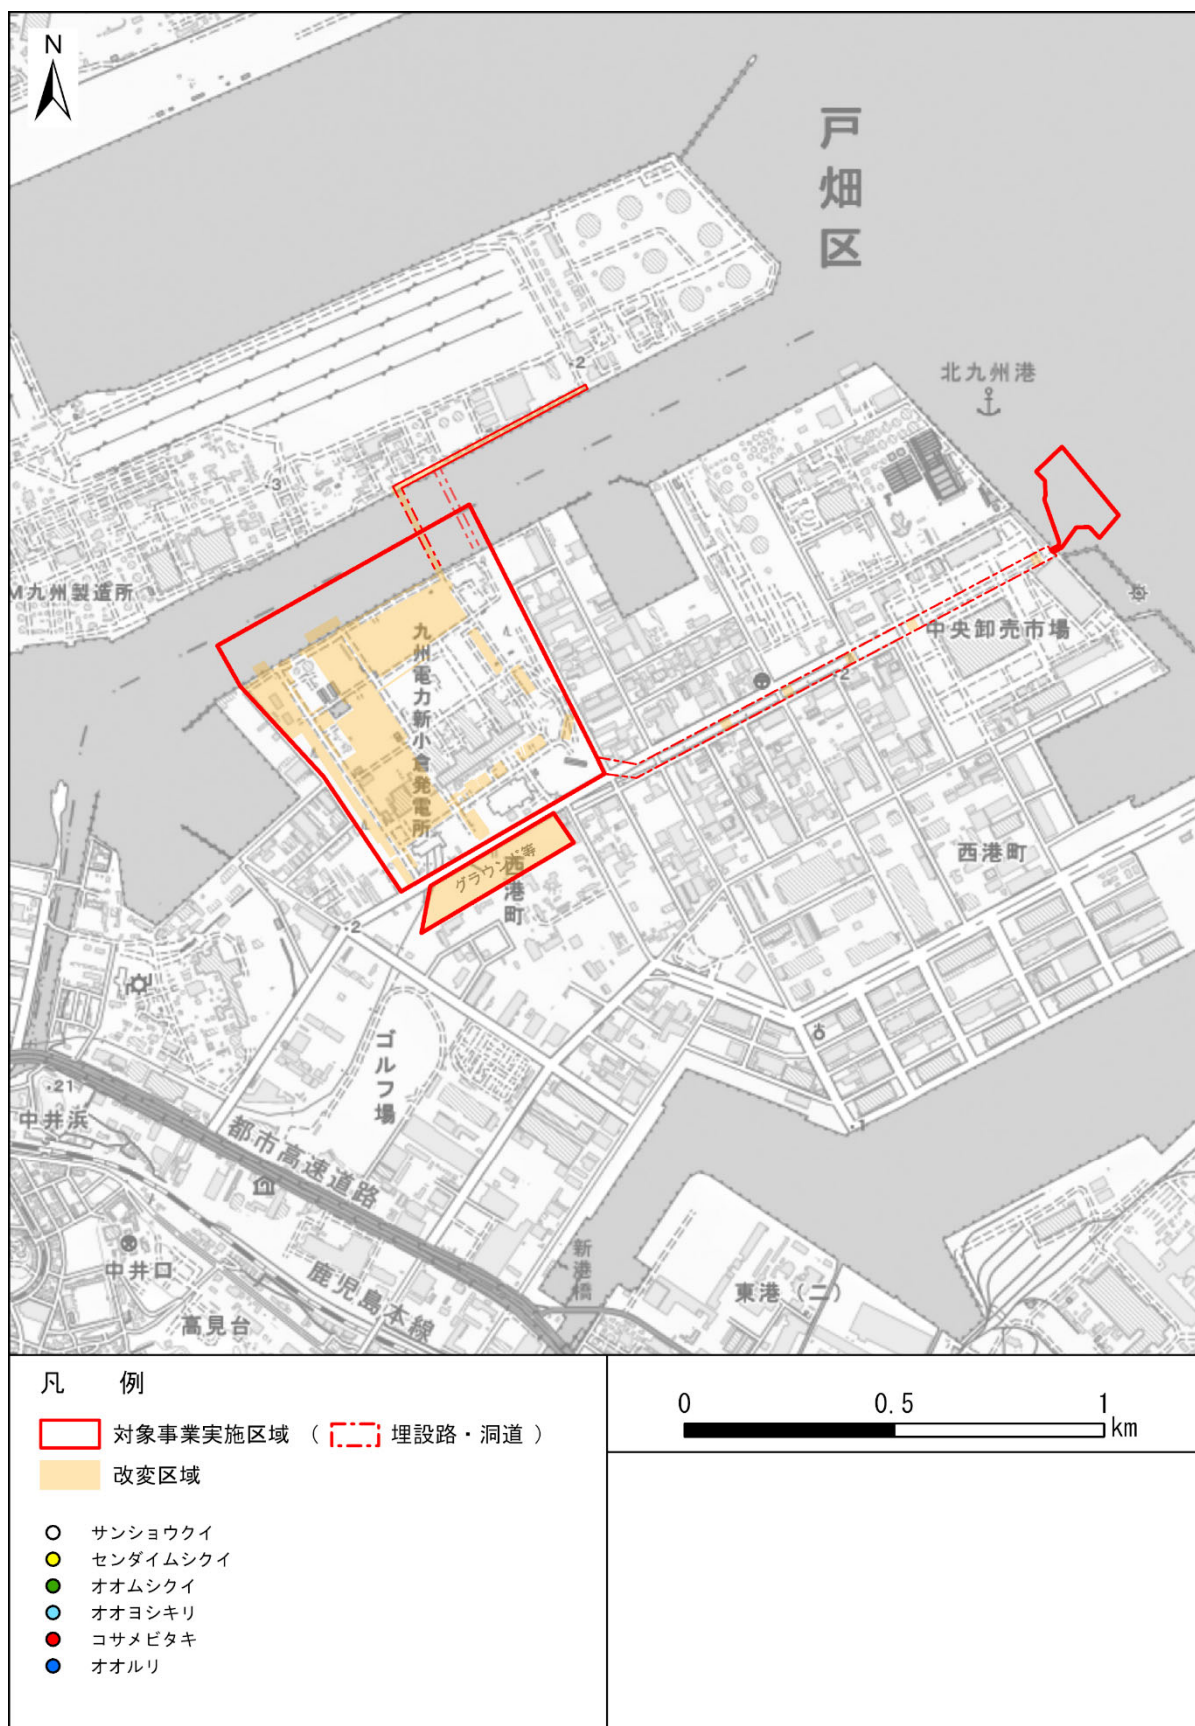 N
戸畑区
北九州港
2
3
M九州製造所
九州電力新小倉発電所
中央卸売市場
2
グラウンド等
西港町
西港町
2
ゴルフ場
21
中井浜
都市高速道路
1
中井口
鹿児島本線
新港橋
東港(二)
高見台
凡 例
対象事業実施区域 ( 埋設路・洞道 )
改変区域
サンショウクイ
センダイムシクイ
オオムシクイ
オオヨシキリ
コサメビタキ
オオルリ
0 0.5 1
km